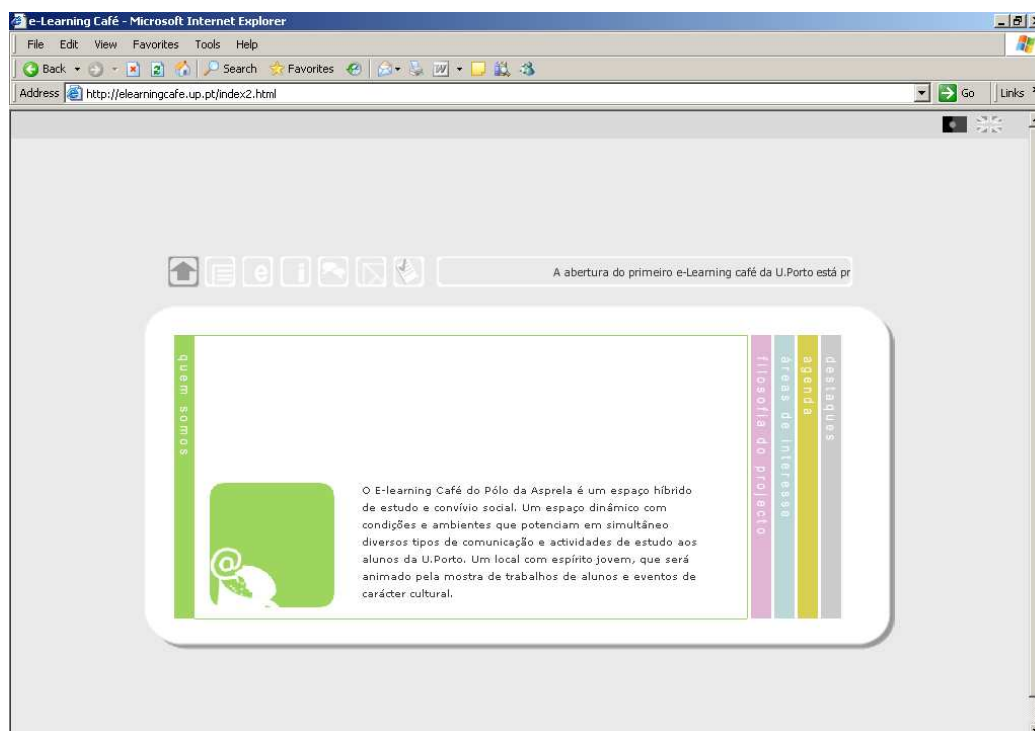 e-Learning Café - Microsoft Internet Explorer
File Edit View Favorites Tools Help
Back Search Favorites
Address http://elearningcafe.up.pt/index2.html Go Links
A abertura do primeiro e-Learning café da U.Porto está pr
quem somos
O E-learning Café do Pólo da Asprela é um espaço híbrido
de estudo e convívio social. Um espaço dinâmico com
condições e ambientes que potenciam em simultâneo
diversos tipos de comunicação e actividades de estudo aos
alunos da U.Porto. Um local com espírito jovem, que será
animado pela mostra de trabalhos de alunos e eventos de
carácter cultural.
filosofia do projecto
áreas de interesse
agenda
destaques